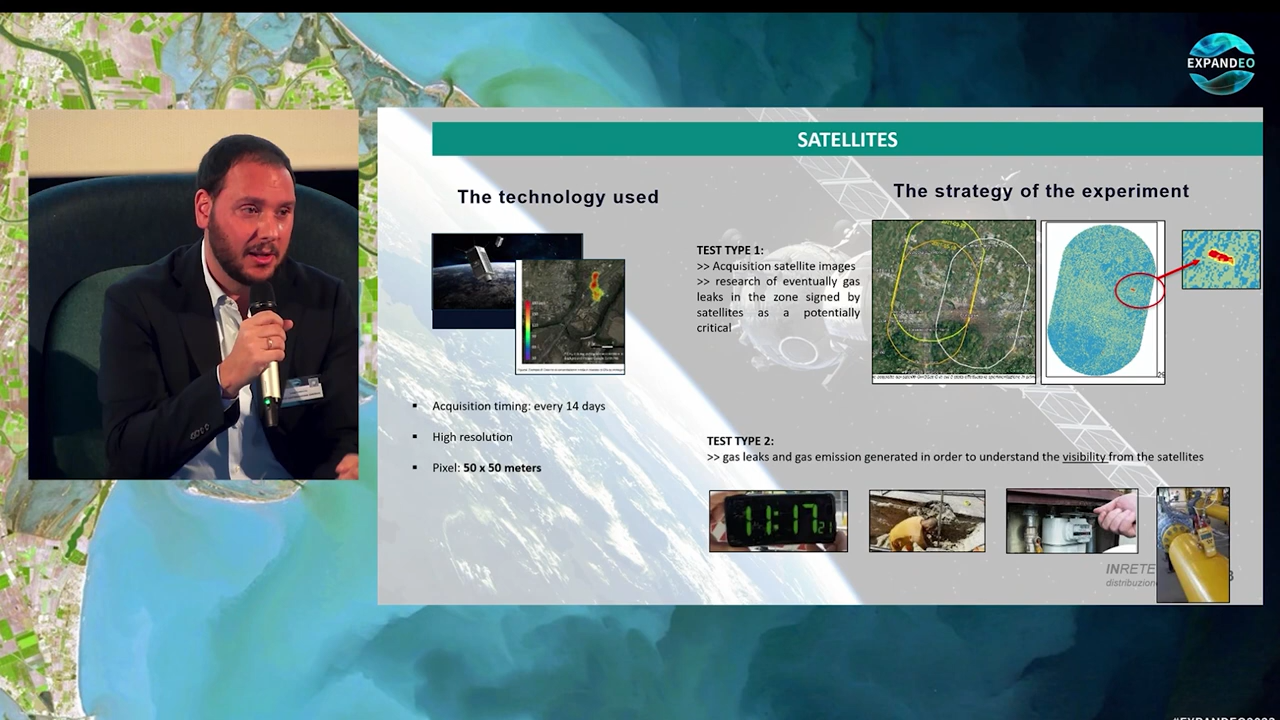 EXPANDEO
SATELLITES
The technology used
The strategy of the experiment
TEST TYPE 1:
>> Acquisition satellite images
>> research of eventually gas
leaks in the zone signed by
satellites as a potentially
critical
▪ Acquisition timing: every 14 days
▪ High resolution
▪ Pixel: 50 x 50 meters
TEST TYPE 2:
>> gas leaks and gas emission generated in order to understand the visibility from the satellites
11:17 21
INRETE
distribuzione